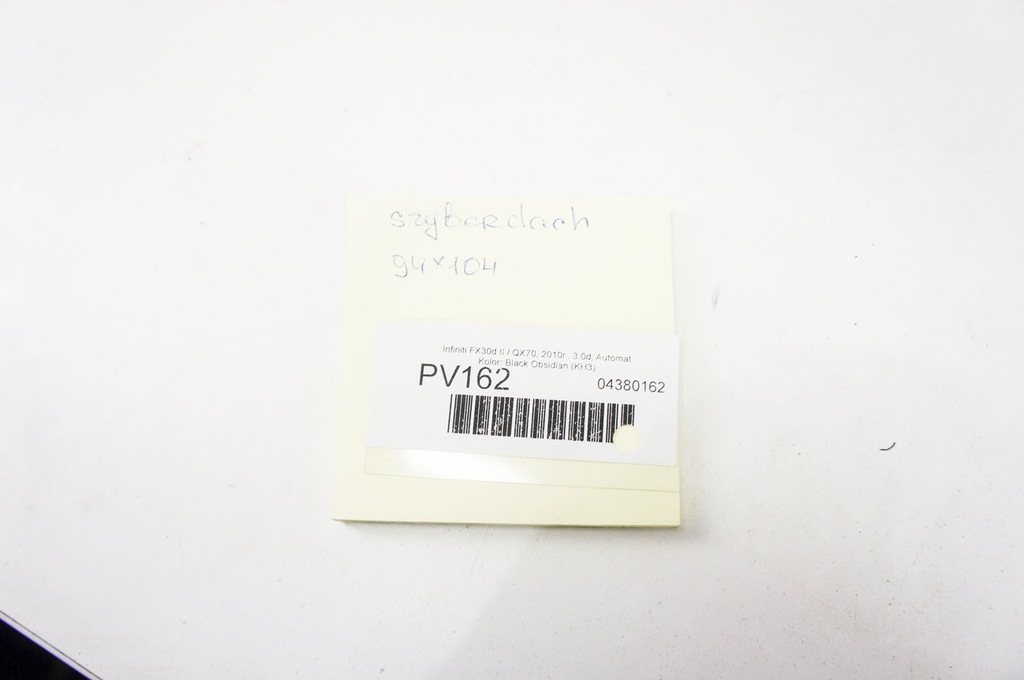 szyberdach
94x104
Infiniti FX30d II / QX70, 2010r., 3.0d, Automat
Kolor: Black Obsidian (KH3)
PV162
04380162